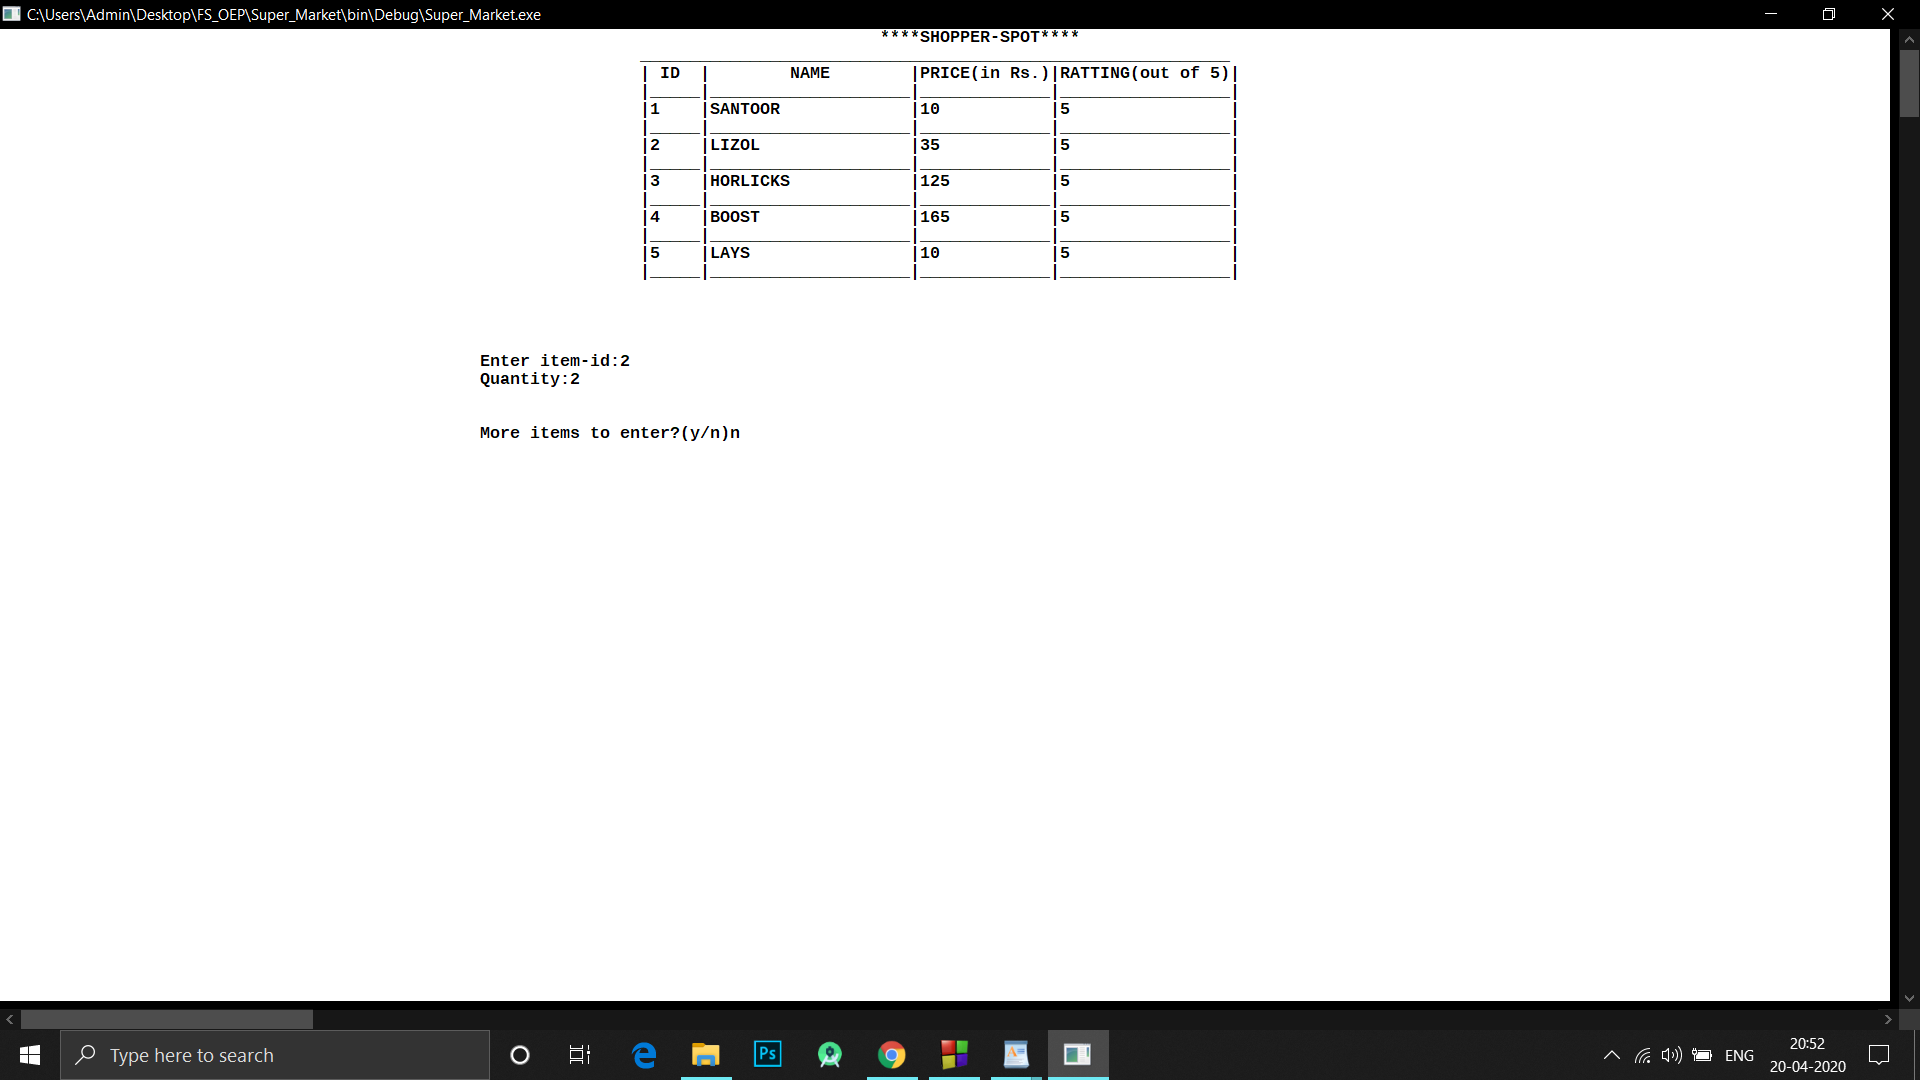 C:\Users\Admin\Desktop\FS_OEP\Super_Market\bin\Debug\Super_Market.exe
****SHOPPER-SPOT****
| ID | NAME |PRICE(in Rs.)|RATTING(out of 5)|
|1 |SANTOOR |10 |5 |
|2 |LIZOL |35 |5 |
|3 |HORLICKS |125 |5 |
|4 |BOOST |165 |5 |
|5 |LAYS |10 |5 |
Enter item-id:2
Quantity:2
More items to enter?(y/n)n
Type here to search
Ps
ENG
20:52
20-04-2020